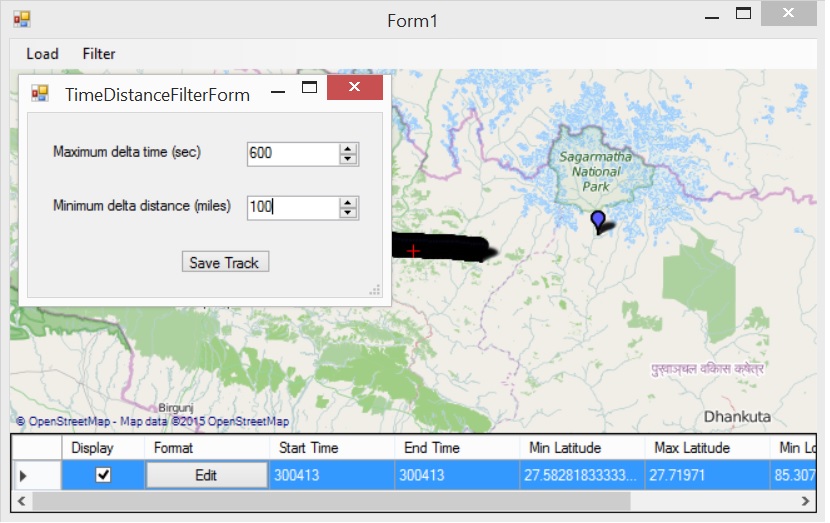 Form1
Load Filter
TimeDistanceFilterForm
Maximum delta time (sec) 600
Minimum delta distance (miles) 100
Save Track
Sagarmatha
National
Park
Birgunj
Dhankuta
© OpenStreetMap - Map data ©2015 OpenStreetMap
Display Format Start Time End Time Min Latitude Max Latitude Min Lo
Edit 300413 300413 27.58281833333... 27.71971 85.307